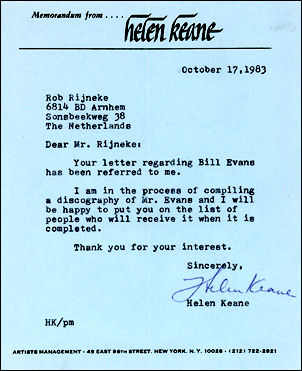 Memorandum from ....
helen keane
October 17,1983
Rob Rijneke
6814 BD Arnhem
Sonsbeekweg 38
The Netherlands
Dear Mr. Rijneke:
Your letter regarding Bill Evans
has been referred to me.
I am in the process of compiling
a discography of Mr. Evans and I will
be happy to put you on the list of
people who will receive it when it is
completed.
Thank you for your interest.
Sincerely,
Helen Keane
Helen Keane
HK/pm
ARTISTS MANAGEMENT • 49 EAST 96TH STREET, NEW YORK, N.Y. 10028 • (212) 722-2921